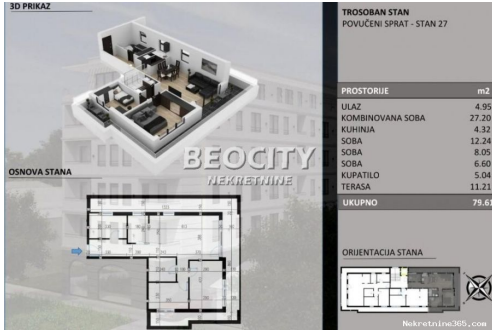 3D PRIKAZ
TROSOBAN STAN
POVUČENI SPRAT - STAN 27
PROSTORIJE m2
ULAZ 4.95
KOMBINOVANA SOBA 27.20
KUHINJA 4.32
SOBA 12.24
SOBA 8.05
SOBA 6.60
KUPATILO 5.04
TERASA 11.21
UKUPNO 79.61
BEOCITY
NEKRETNINE
OSNOVA STANA
ORIJENTACIJA STANA
Nekretnine365.com